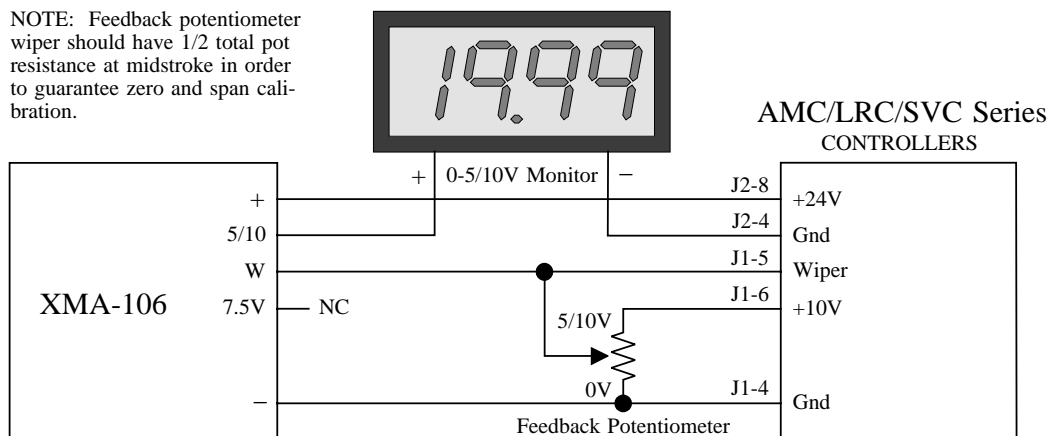 NOTE: Feedback potentiometer
wiper should have 1/2 total pot
resistance at midstroke in order
to guarantee zero and span cali-
bration.
19.99
AMC/LRC/SVC Series
CONTROLLERS
+ 0-5/10V Monitor −
XMA-106
+
5/10
W
7.5V
NC
−
5/10V
0V
Feedback Potentiometer
J2-8
J2-4
J1-5
J1-6
J1-4
+24V
Gnd
Wiper
+10V
Gnd